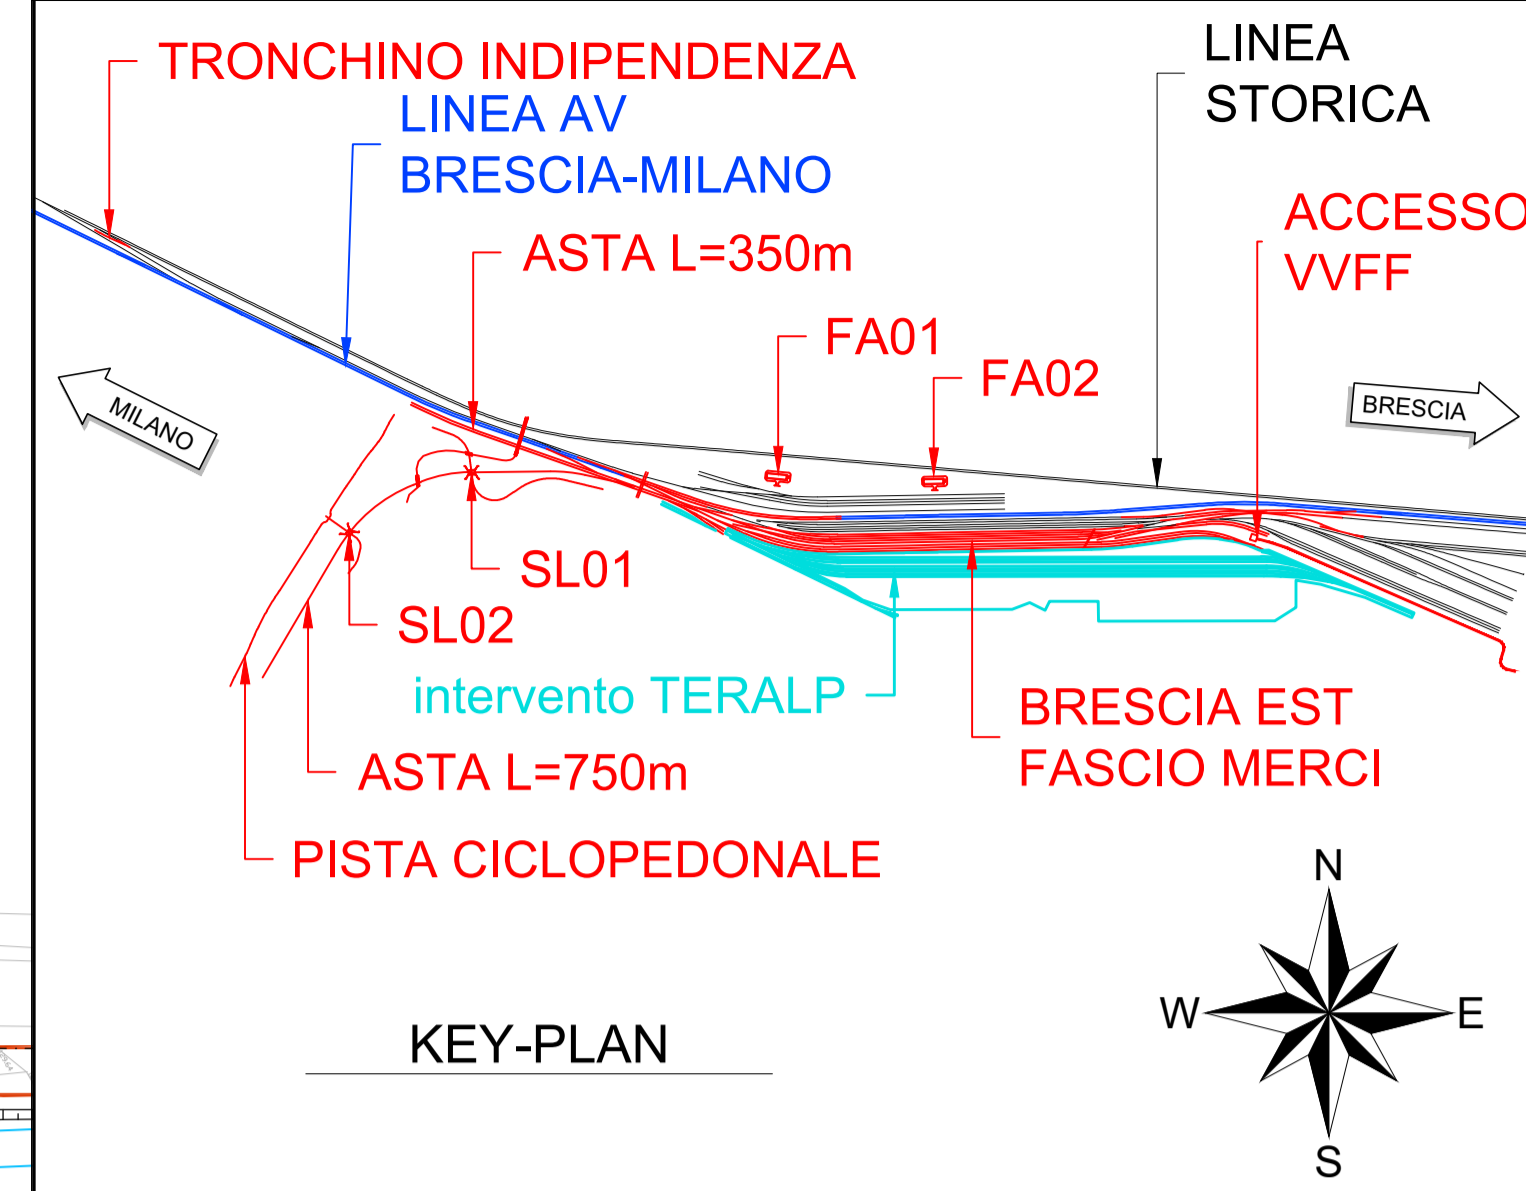 TRONCHINO INDIPENDENZA
LINEA AV
BRESCIA-MILANO
LINEA
STORICA
ASTA L=350m
ACCESSO
VVFF
FA01
FA02
MILANO
BRESCIA
SL01
SL02
intervento TERALP
BRESCIA EST
FASCIO MERCI
ASTA L=750m
PISTA CICLOPEDONALE
KEY-PLAN
N
W
E
S